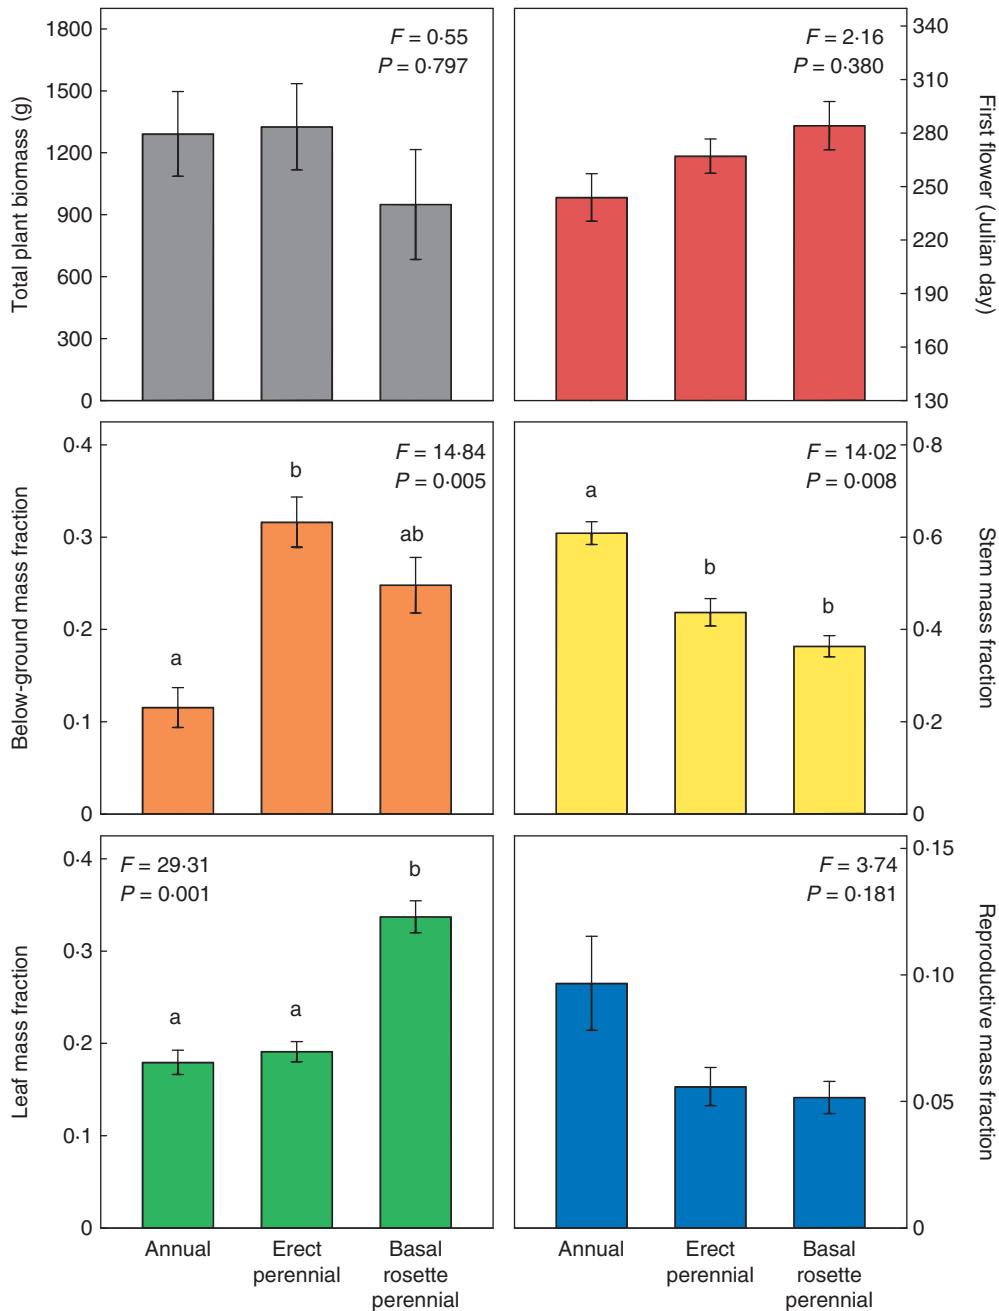 Total plant biomass (g)
1800
1500
1200
900
600
300
0
F = 0·55
P = 0·797
First flower (Julian day)
340
310
280
250
220
190
160
130
F = 2·16
P = 0·380
Below-ground mass fraction
0·4
0·3
0·2
0·1
0
F = 14·84
P = 0·005
a
b
ab
Stem mass fraction
0·8
0·6
0·4
0·2
0
F = 14·02
P = 0·008
a
b
b
Leaf mass fraction
0·4
0·3
0·2
0·1
0
F = 29·31
P = 0·001
a
a
b
Reproductive mass fraction
0·15
0·10
0·05
0
F = 3·74
P = 0·181
Annual
Erect
perennial
Basal
rosette
perennial
Annual
Erect
perennial
Basal
rosette
perennial